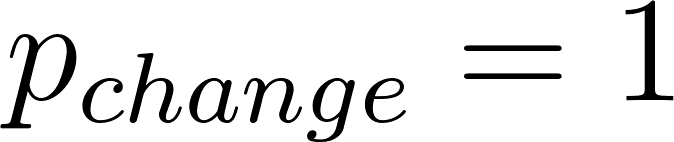 p_{change} = 1